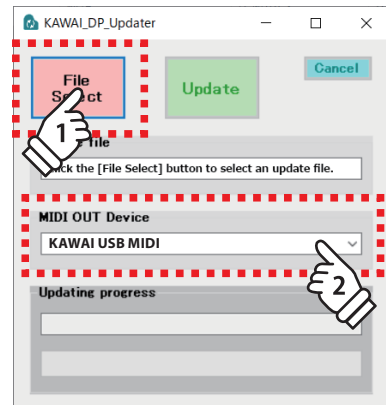 KAWAI_DP_Updater
Cancel
File
Select
Update
1
file
the [File Select] button to select an update file.
MIDI OUT Device
KAWAI USB MIDI
2
Updating progress